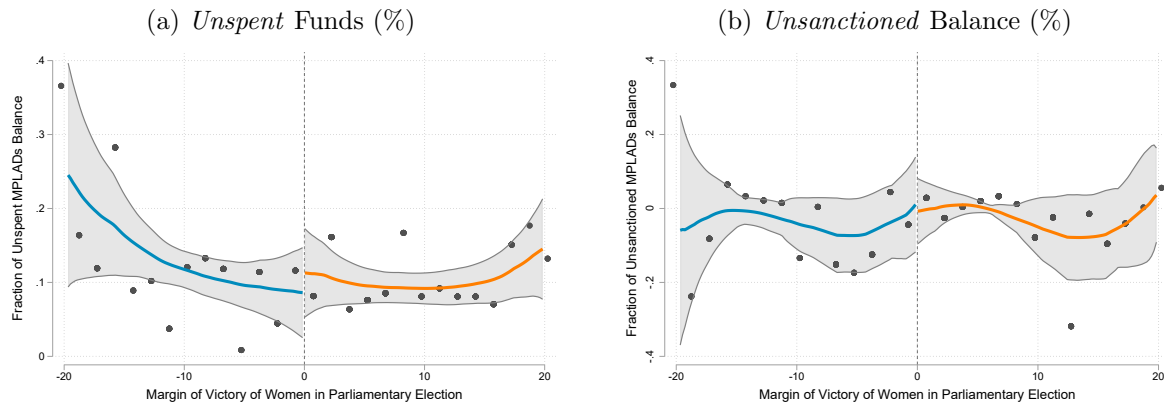 (a) Unspent Funds (%)
Fraction of Unspent MPLADs Balance
.4
.3
.2
.1
0
-20 -10 0 10 20
Margin of Victory of Women in Parliamentary Election
(b) Unsanctioned Balance (%)
Fraction of Unsanctioned MPLADs Balance
.4
.2
0
-.2
-.4
-20 -10 0 10 20
Margin of Victory of Women in Parliamentary Election